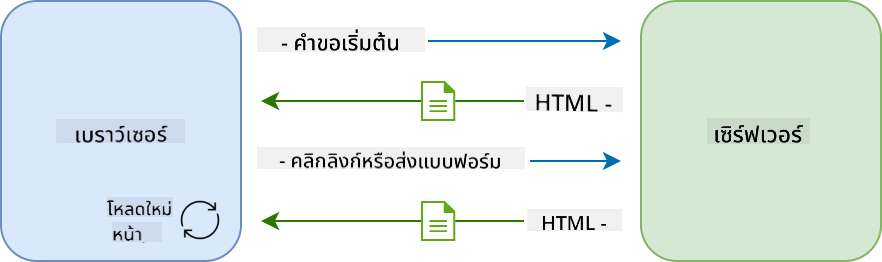 - คำขอเริ่มต้น
HTML -
เบราว์เซอร์
เซิร์ฟเวอร์
- คลิกลิงก์หรือส่งแบบฟอร์ม
โหลดใหม่
หน้า
HTML -